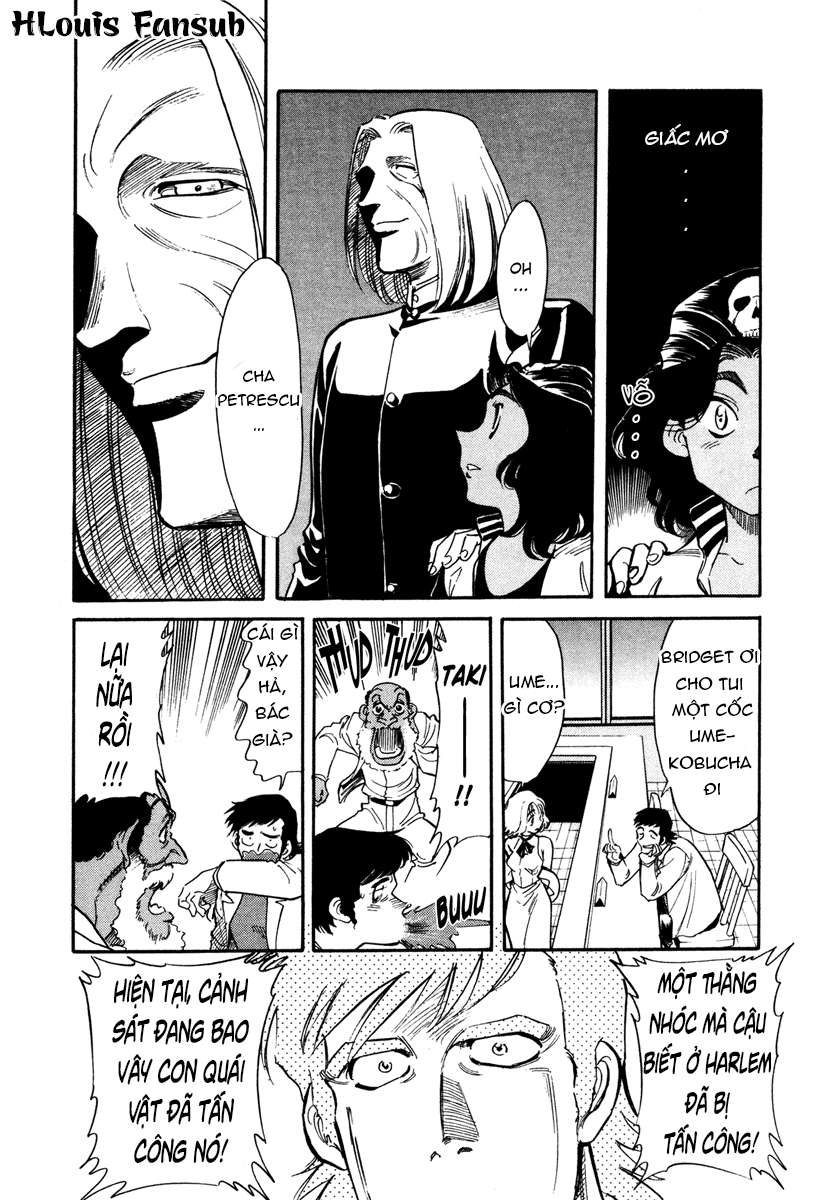 HLouis Fansub
GIẤC MƠ
.
.
.
VỖ
...
OH
...
CHA
PETRESCU
...
BRIDGET ƠI
CHO TUI
MỘT CỐC
UME-
KOBUCHA
ĐI
UME...
GÌ CƠ?
THUD THUD
TAKI
!!
BUUU
CÁI GÌ
VẬY
HẢ,
BÁC
GIÀ?
LẠI
NỮA
RỒI
!!!
MỘT THẰNG
NHÓC MÀ CẬU
BIẾT Ở HARLEM
ĐÃ BỊ
TẤN CÔNG!
HIỆN TẠI, CẢNH
SÁT ĐANG BAO
VÂY CON QUÁI
VẬT ĐÃ TẤN
CÔNG NÓ!